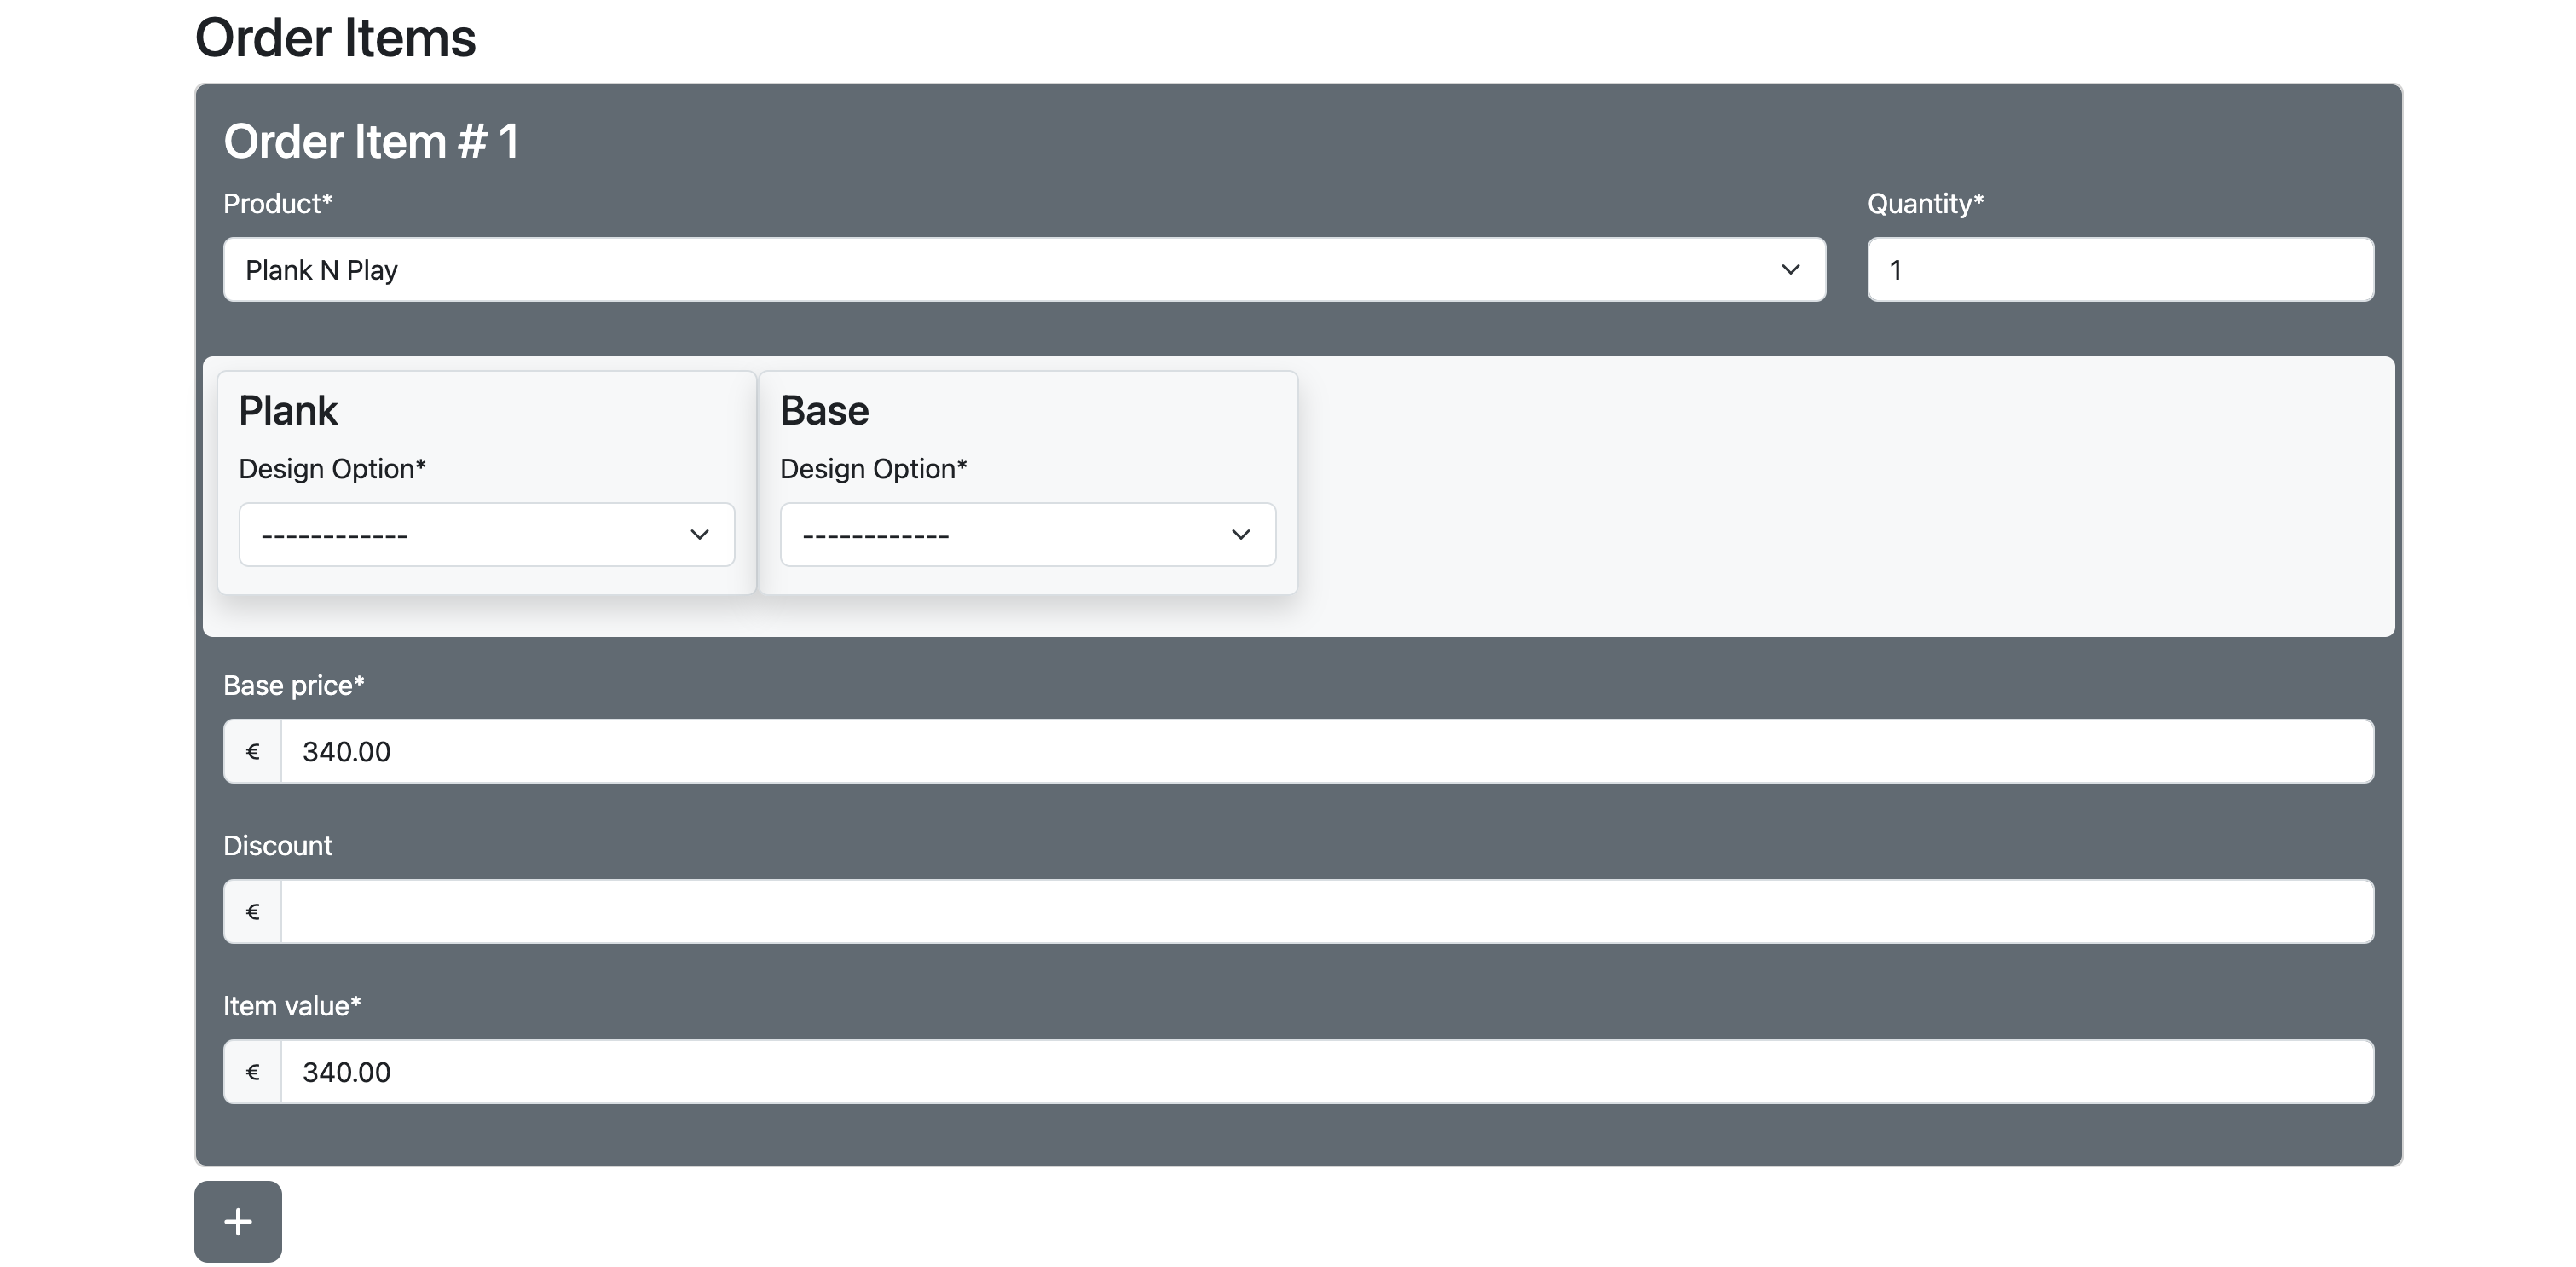 Order Items
Order Item # 1
Product* Quantity*
Plank N Play 1
Plank Base
Design Option* Design Option*
------------ ------------
Base price*
€ 340.00
Discount
€
Item value*
€ 340.00
+